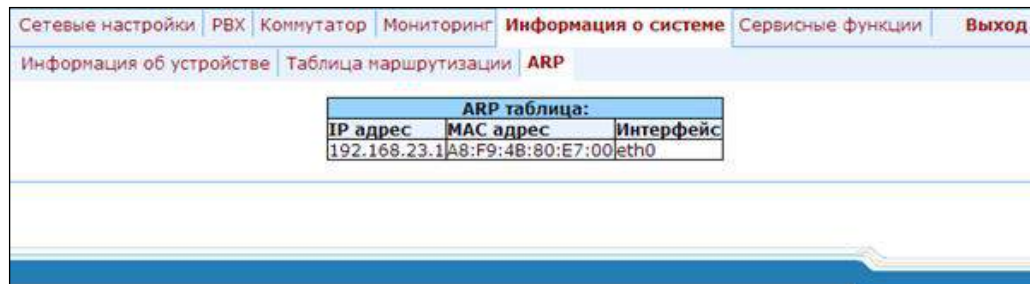 Сетевые настройки PBX Коммутатор Мониторинг Информация о системе Сервисные функции Выход
Информация об устройстве Таблица маршрутизации ARP
ARP таблица:
IP адрес MAC адрес Интерфейс
192.168.23.1 A8:F9:4B:80:E7:00 eth0